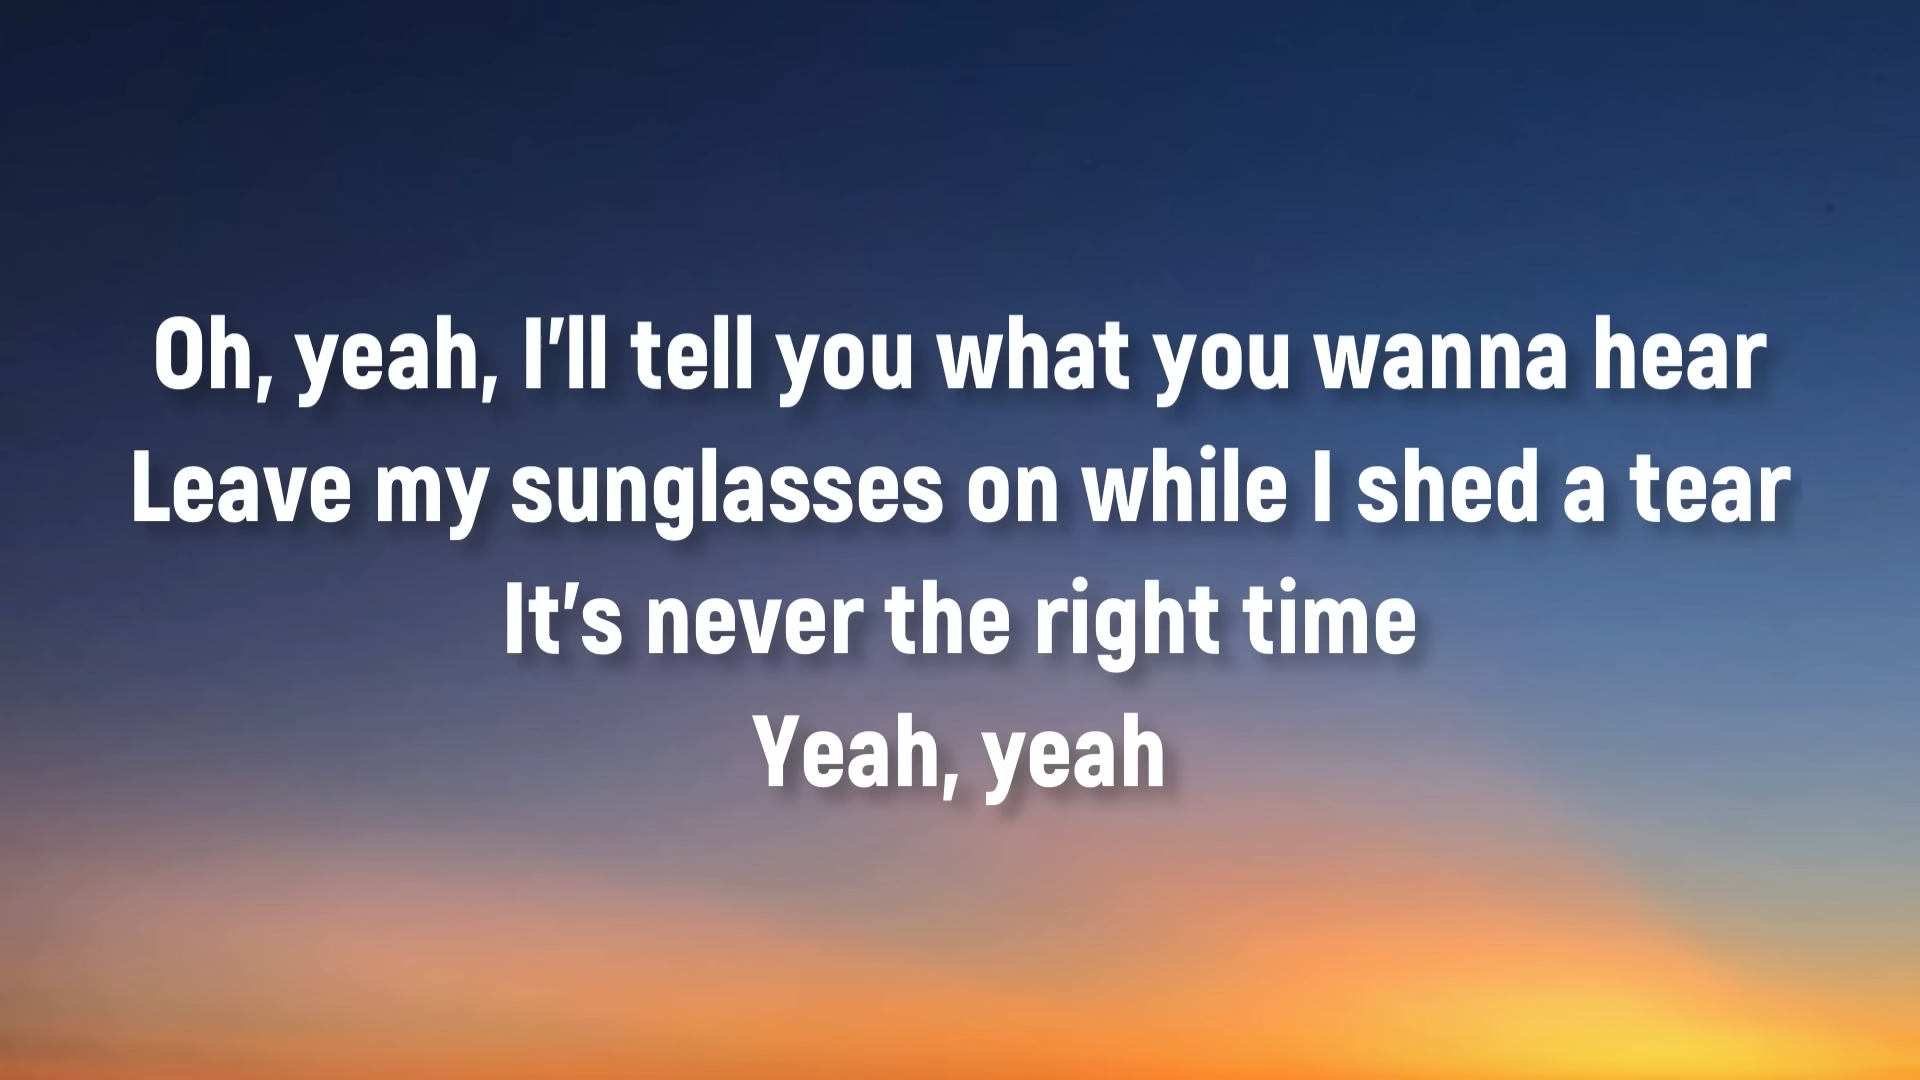 Oh, yeah, I'll tell you what you wanna hear
Leave my sunglasses on while I shed a tear
It's never the right time
Yeah, yeah